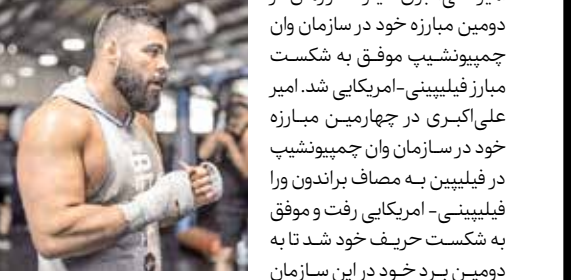 دومین مبارزه خود در سازمان وان
چمپیونشیپ موفق به شکست
مبارز فیلیپینی-امریکایی شد. امیر
علی‌اکبری در چهارمین مبارزه
خود در سازمان وان چمپیونشیپ
در فیلیپین به مصاف براندون ورا
فیلیپینی- امریکایی رفت و موفق
به شکست حریف خود شد تا به
دومین برد خود در این سازمان